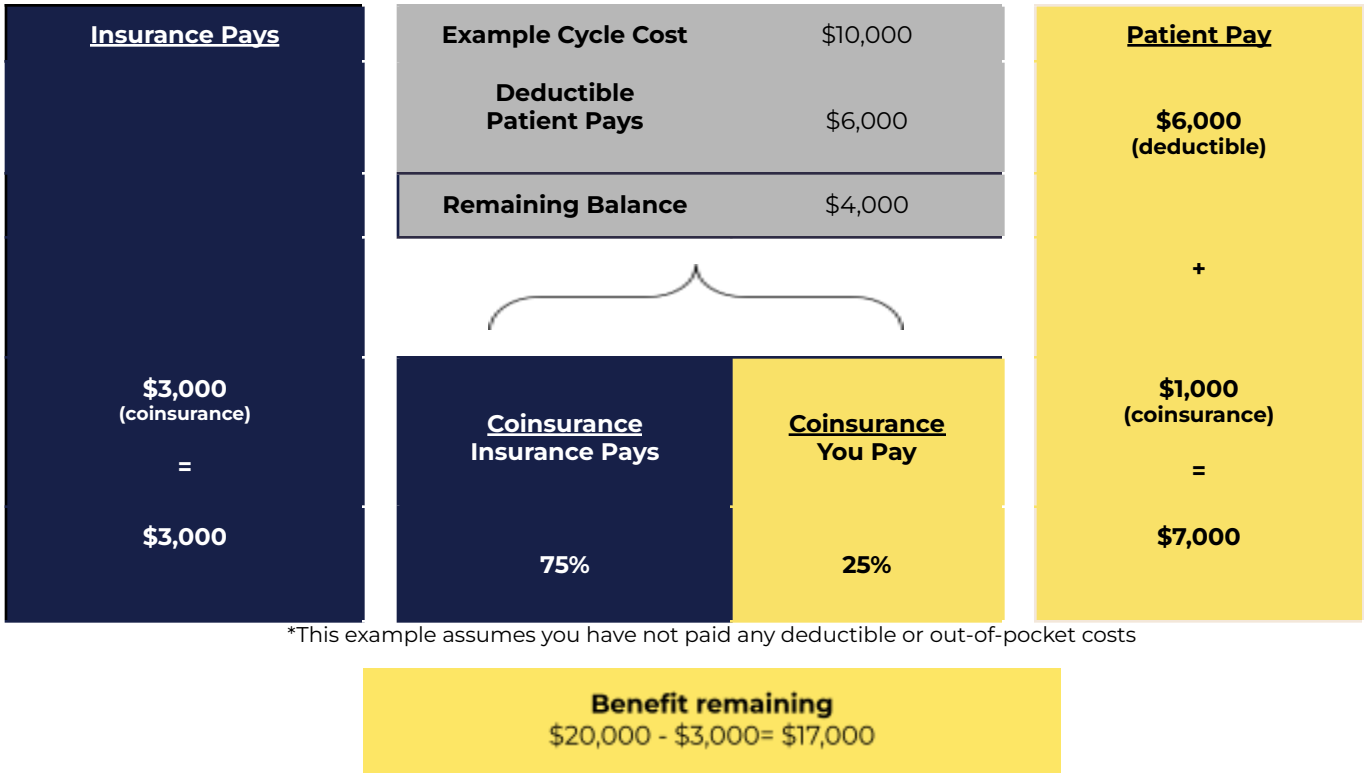 Insurance Pays
$3,000
(coinsurance)
=
$3,000
Example Cycle Cost $10,000
Deductible
Patient Pays $6,000
Remaining Balance $4,000
Coinsurance
Insurance Pays
75%
Coinsurance
You Pay
25%
Patient Pay
$6,000
(deductible)
+
$1,000
(coinsurance)
=
$7,000
*This example assumes you have not paid any deductible or out-of-pocket costs
Benefit remaining
$20,000 - $3,000= $17,000